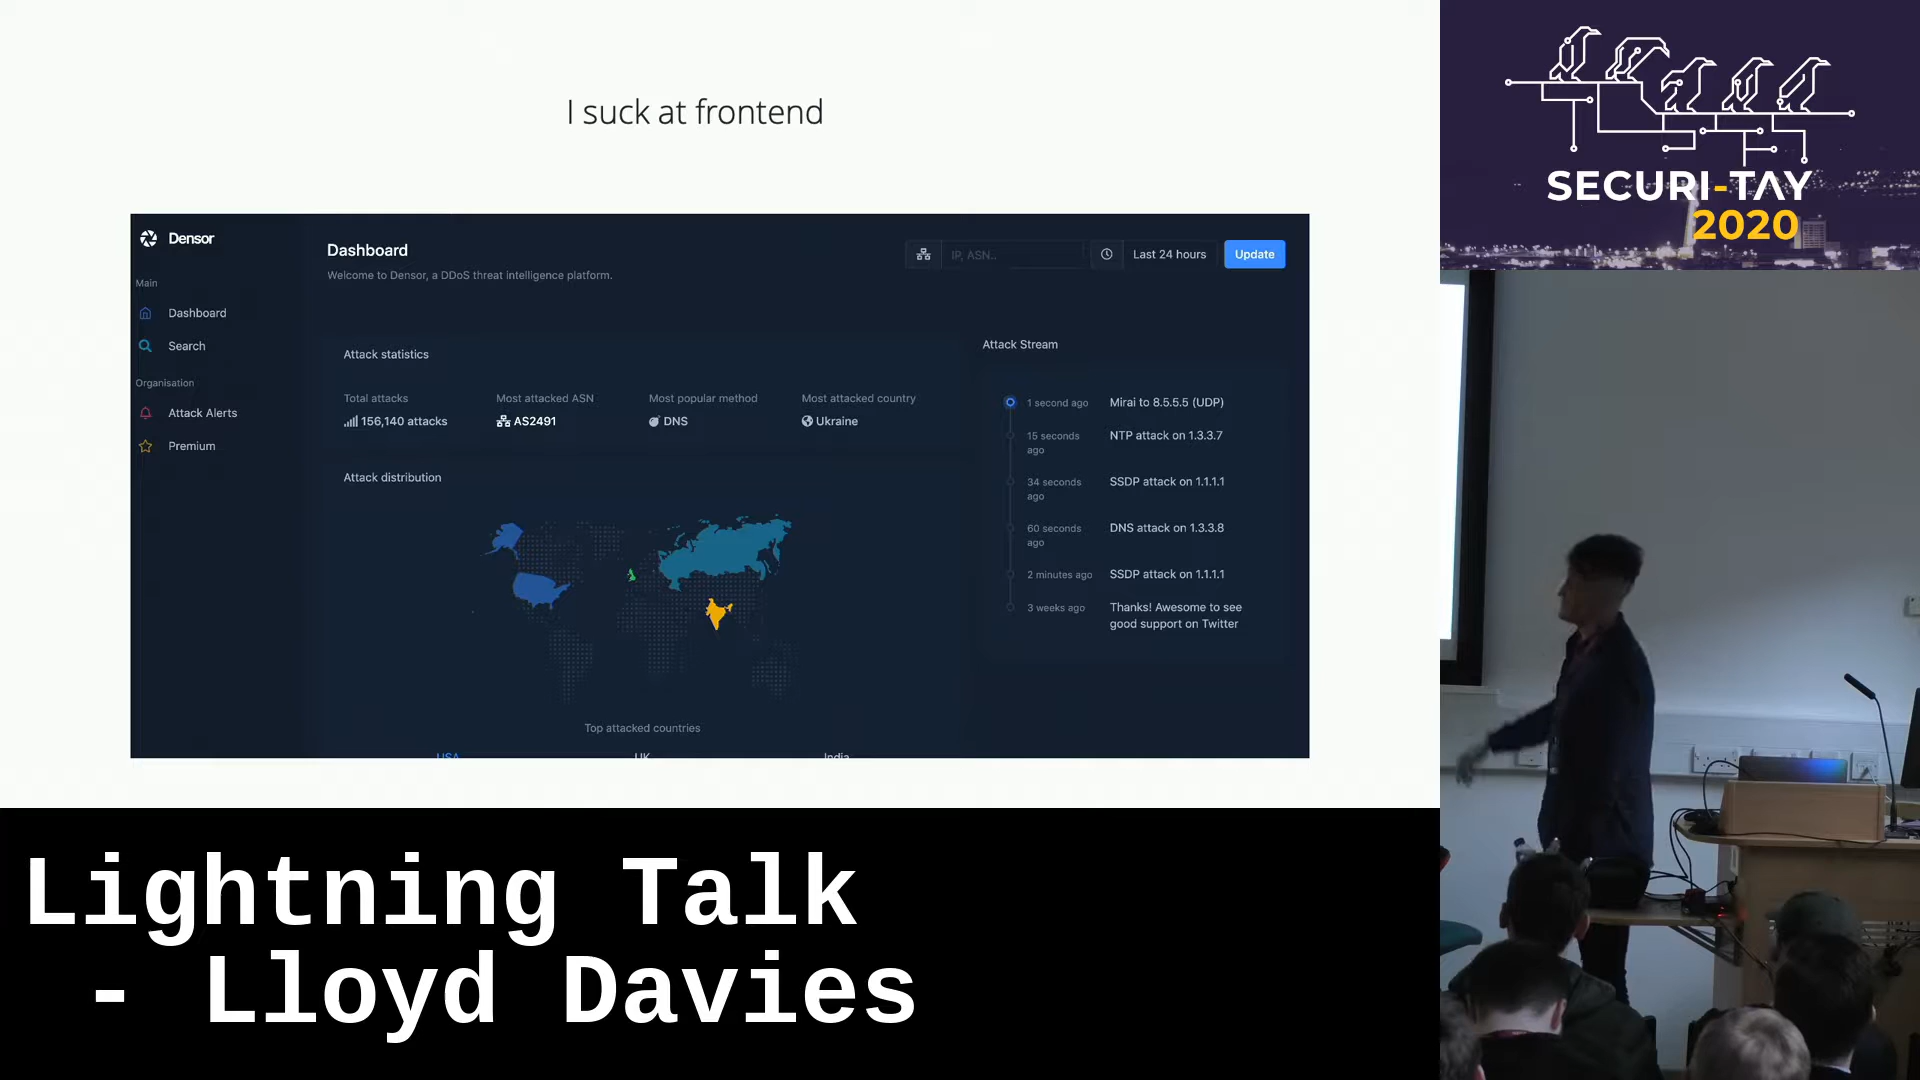 I suck at frontend
Densor
Main
Dashboard
Search
Organisation
Attack Alerts
Premium
Dashboard
Welcome to Densor, a DDoS threat intelligence platform.
IP, ASN..
Last 24 hours
Update
Attack statistics
Total attacks
156,140 attacks
Most attacked ASN
AS2491
Most popular method
DNS
Most attacked country
Ukraine
Attack distribution
Top attacked countries
USA
UK
India
Attack Stream
1 second ago
Mirai to 8.5.5.5 (UDP)
15 seconds
ago
NTP attack on 1.3.3.7
34 seconds
ago
SSDP attack on 1.1.1.1
60 seconds
ago
DNS attack on 1.3.3.8
2 minutes ago
SSDP attack on 1.1.1.1
3 weeks ago
Thanks! Awesome to see
good support on Twitter
SECURI-TAY
2020
Lightning Talk
- Lloyd Davies